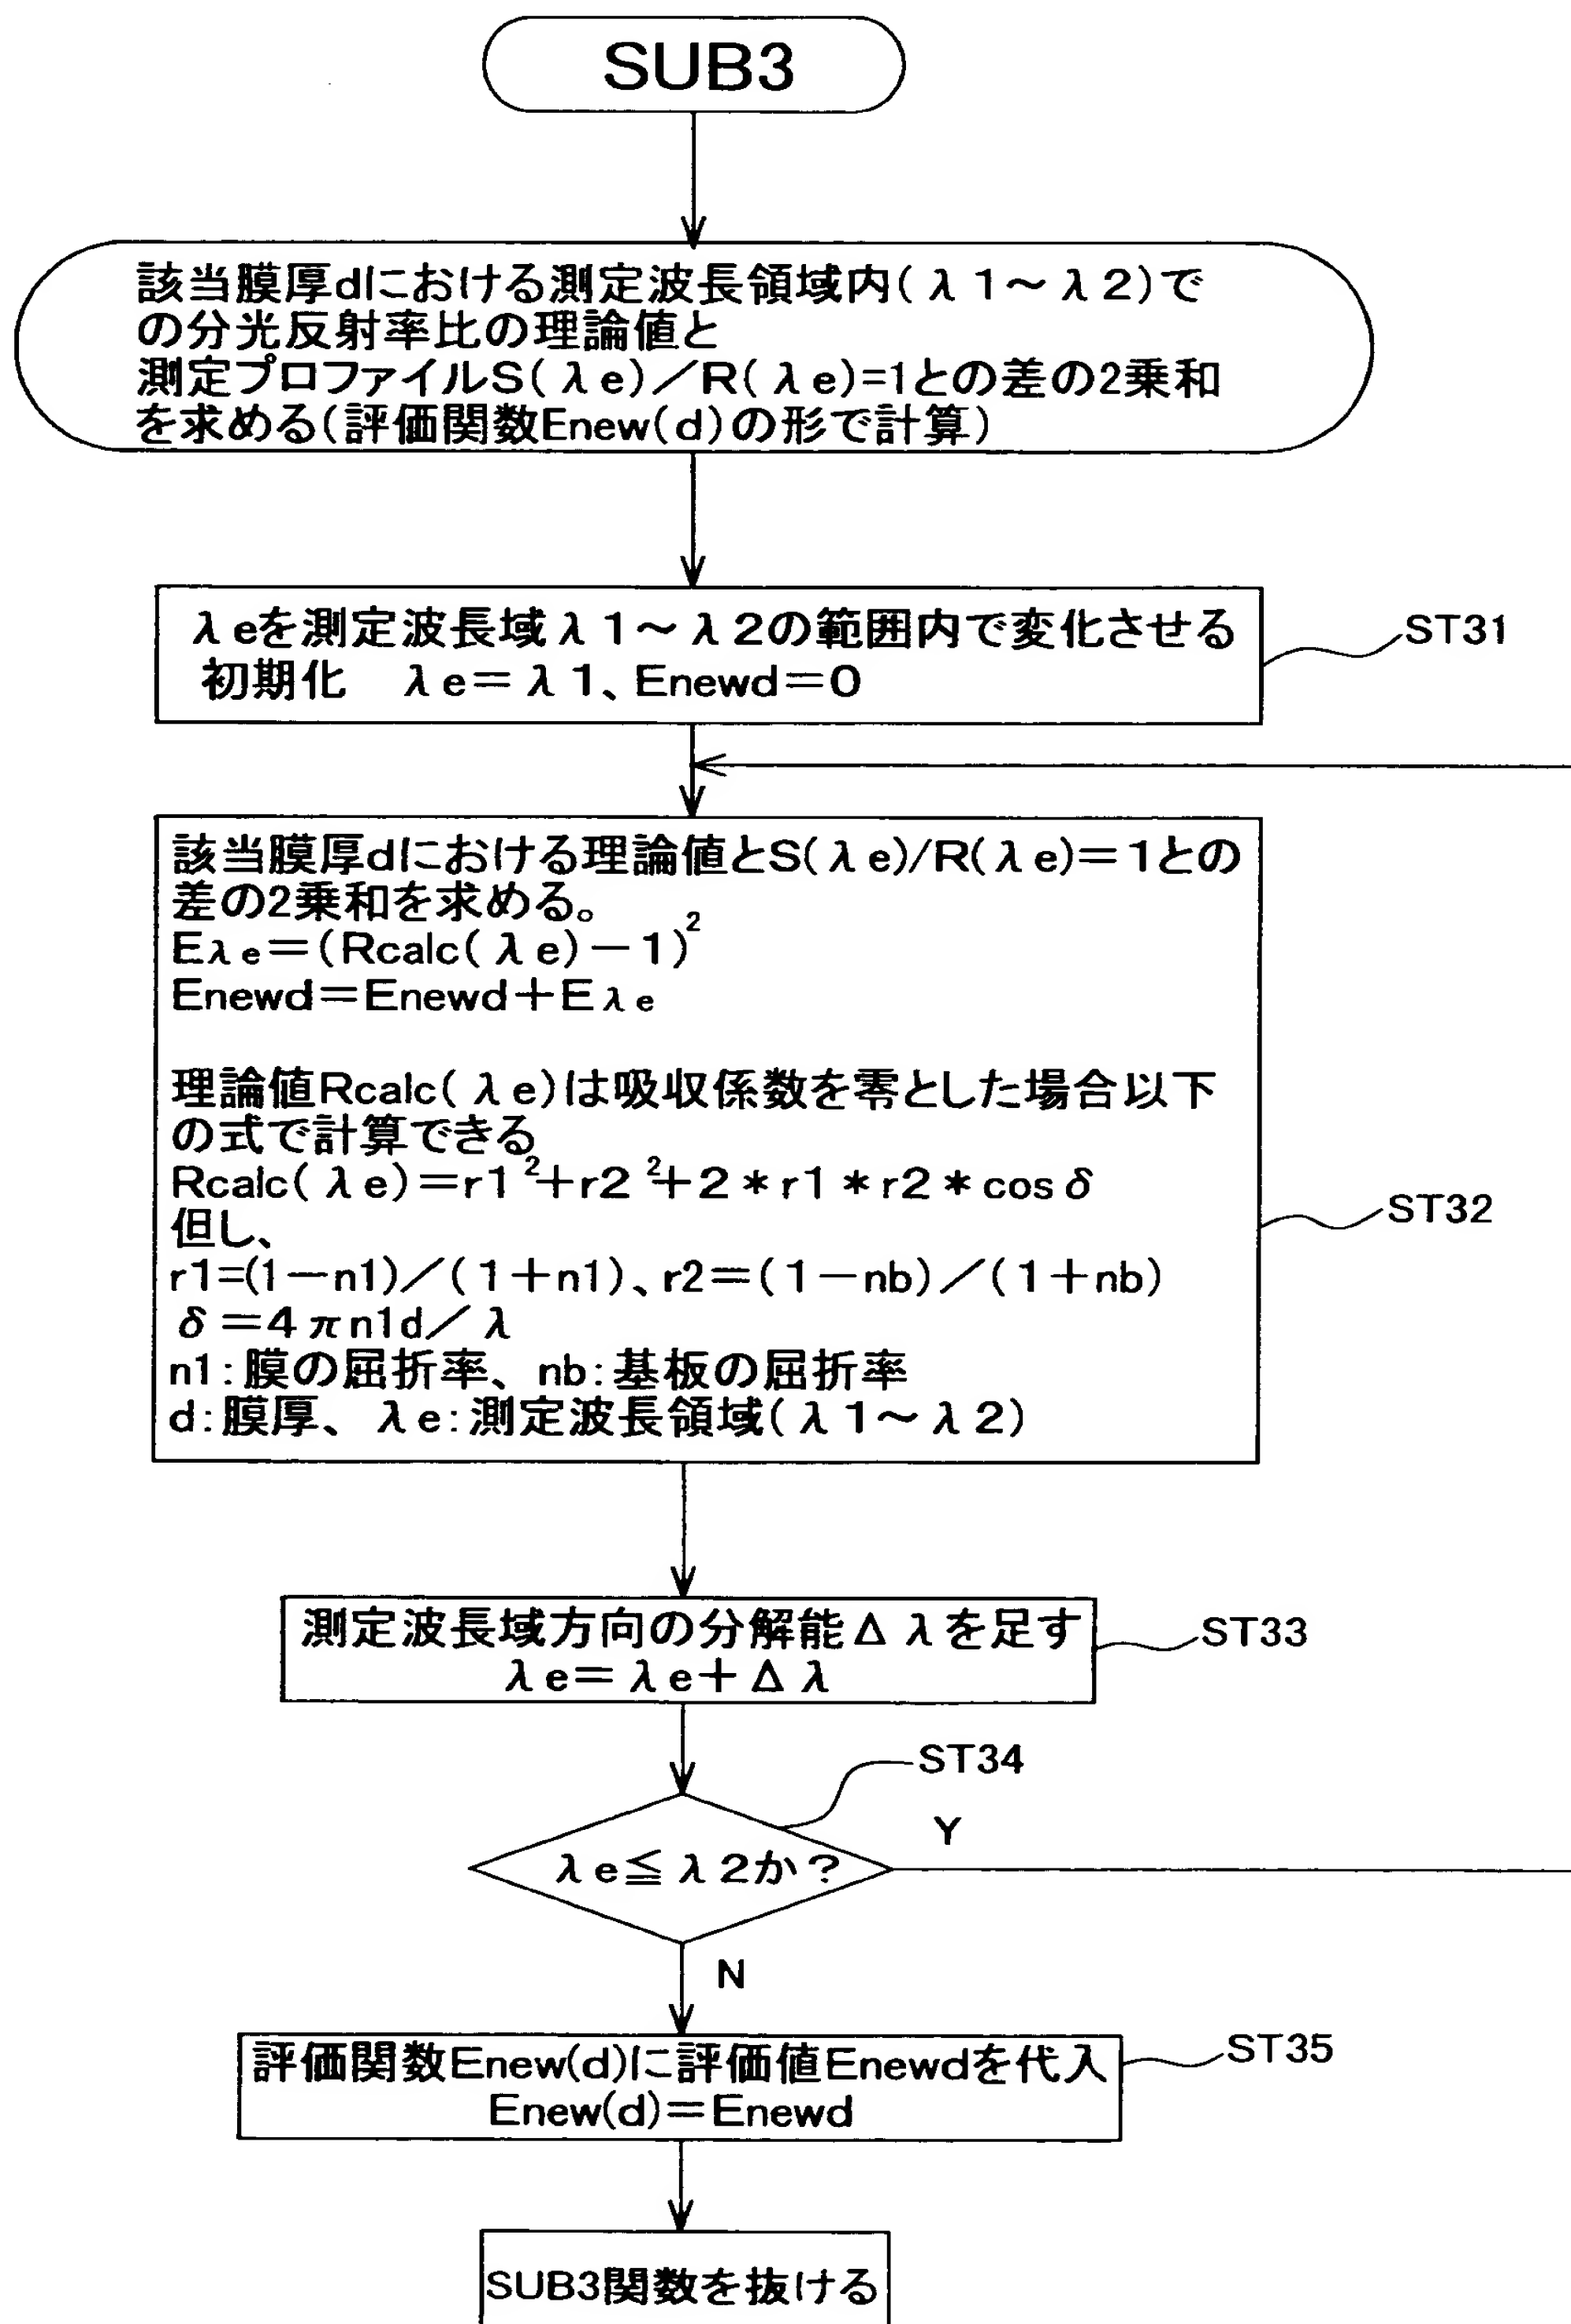 SUB3
該当膜厚dにおける測定波長領域内(λ1～λ2)で
の分光反射率比の理論値と
測定プロファイルS(λe)／R(λe)=1との差の2乗和
を求める(評価関数Enew(d)の形で計算)
λeを測定波長域λ1～λ2の範囲内で変化させる
初期化　λe＝λ1、Enewd＝0
ST31
該当膜厚dにおける理論値とS(λe)/R(λe)＝1との
差の2乗和を求める。
Eλe＝(Rcalc(λe)－1)²
Enewd＝Enewd＋Eλe
理論値Rcalc(λe)は吸収係数を零とした場合以下
の式で計算できる
Rcalc(λe)＝r1²＋r2²＋2＊r1＊r2＊cosδ
但し、
r1=(1－n1)／(1＋n1)、r2＝(1－nb)／(1＋nb)
δ＝4πn1d／λ
n1:膜の屈折率、nb:基板の屈折率
d:膜厚、λe:測定波長領域(λ1～λ2)
ST32
測定波長域方向の分解能Δλを足す
λe＝λe＋Δλ
ST33
ST34
λe≦λ2か？
Y
N
評価関数Enew(d)に評価値Enewdを代入
Enew(d)＝Enewd
ST35
SUB3関数を抜ける